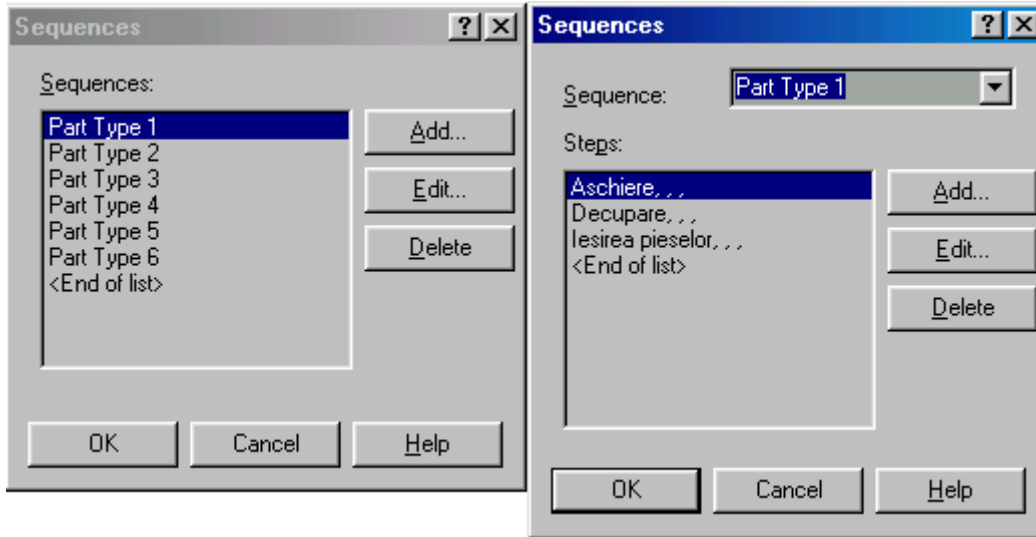 Sequences
Sequences:
Part Type 1
Part Type 2
Part Type 3
Part Type 4
Part Type 5
Part Type 6
<End of list>
Add...
Edit...
Delete
OK Cancel Help
Sequences
Sequence: Part Type 1
Steps:
Aschiere, , ,
Decupare, , ,
Iesirea pieselor, , ,
<End of list>
Add...
Edit...
Delete
OK Cancel Help